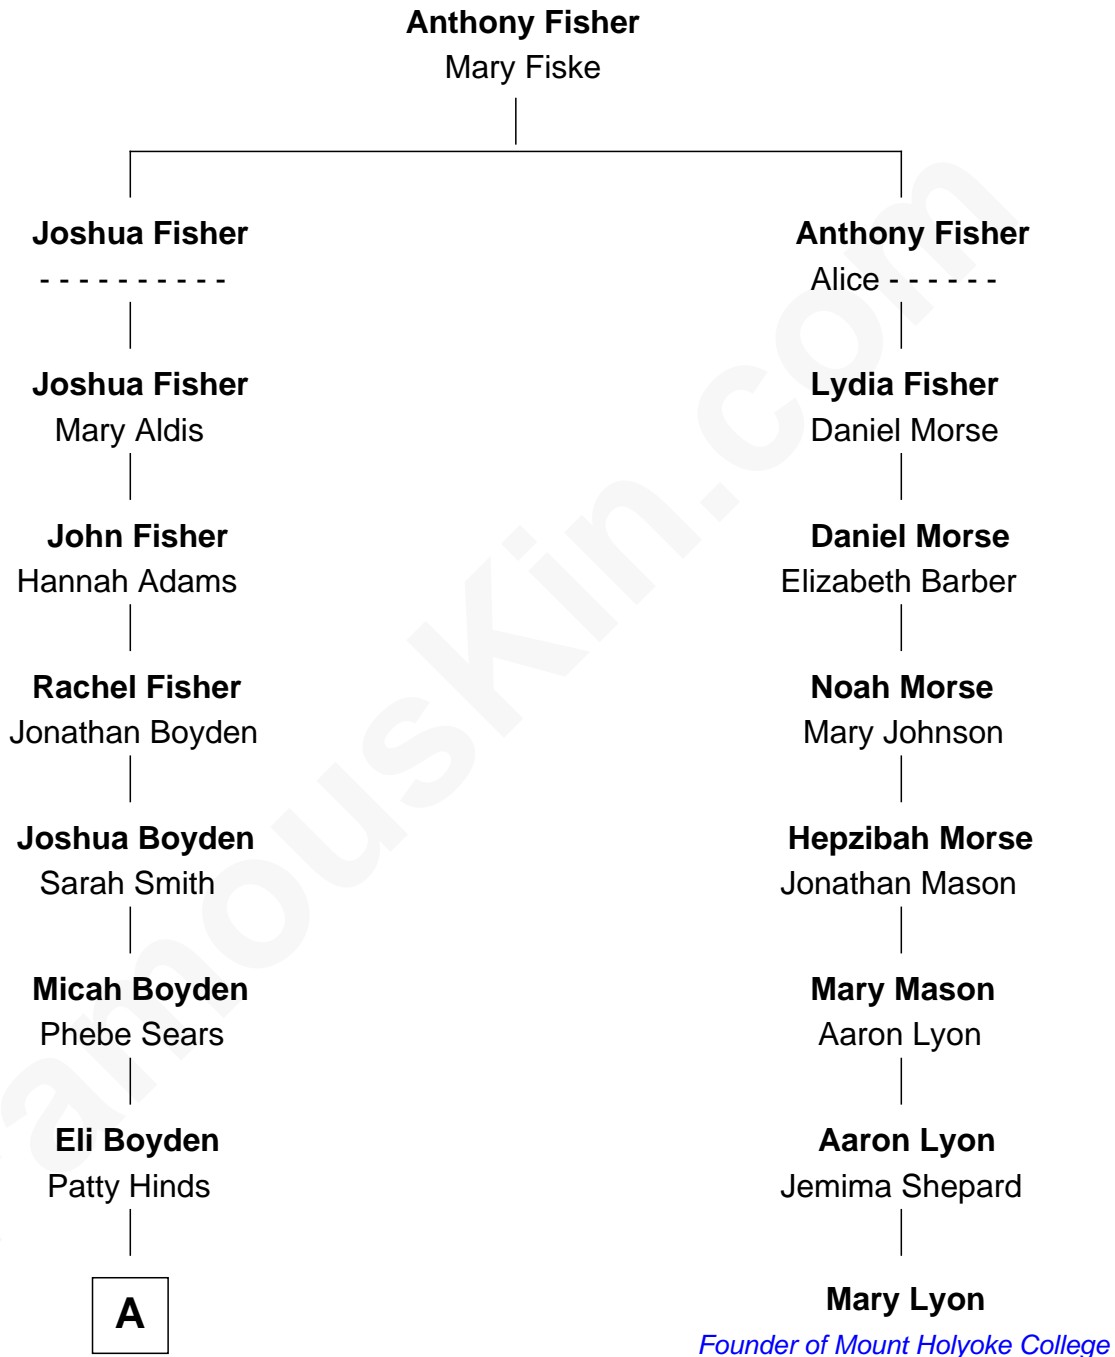 Anthony Fisher
Mary Fiske
Joshua Fisher
- - - - - - - - - -
Anthony Fisher
Alice - - - - - -
Joshua Fisher
Mary Aldis
Lydia Fisher
Daniel Morse
John Fisher
Hannah Adams
Daniel Morse
Elizabeth Barber
Rachel Fisher
Jonathan Boyden
Noah Morse
Mary Johnson
Joshua Boyden
Sarah Smith
Hepzibah Morse
Jonathan Mason
Micah Boyden
Phebe Sears
Mary Mason
Aaron Lyon
Eli Boyden
Patty Hinds
Aaron Lyon
Jemima Shepard
A
Mary Lyon
Founder of Mount Holyoke College
amousKin.com